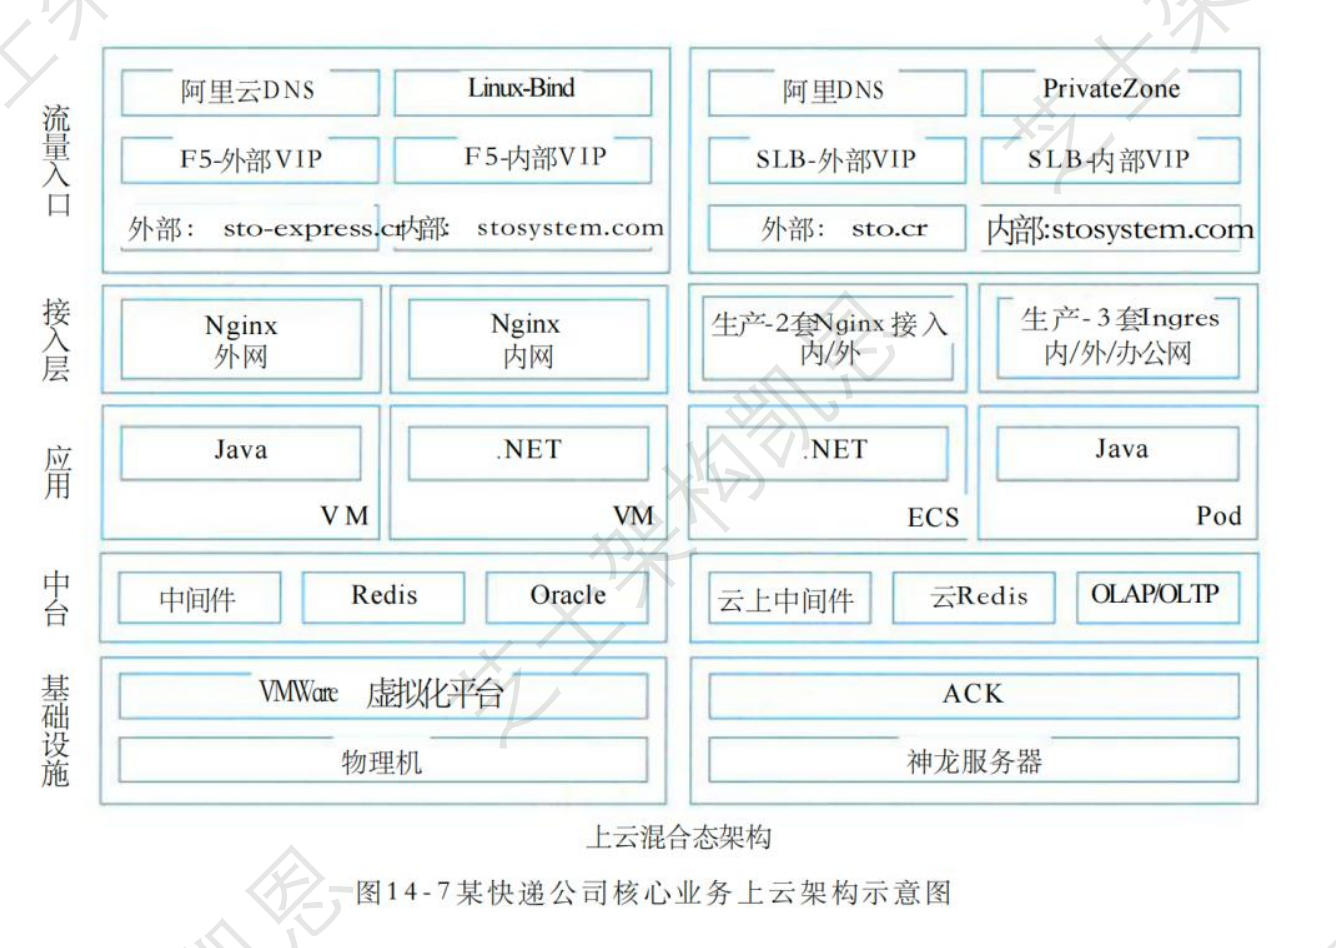 流量入口
阿里云DNS
Linux-Bind
阿里DNS
PrivateZone
F5-外部VIP
F5-内部VIP
SLB-外部VIP
SLB-内部VIP
外部： sto-express.cr
内部： stosystem.com
外部： sto.cr
内部:stosystem.com
接入层
Nginx
外网
Nginx
内网
生产-2套Nginx接入
内/外
生产-3套Ingres
内/外/办公网
应用
Java
VM
.NET
VM
.NET
ECS
Java
Pod
中台
中间件
Redis
Oracle
云上中间件
云Redis
OLAP/OLTP
基础设施
VMWare 虚拟化平台
ACK
物理机
神龙服务器
上云混合态架构
图14-7某快递公司核心业务上云架构示意图
芝士架构凯恩